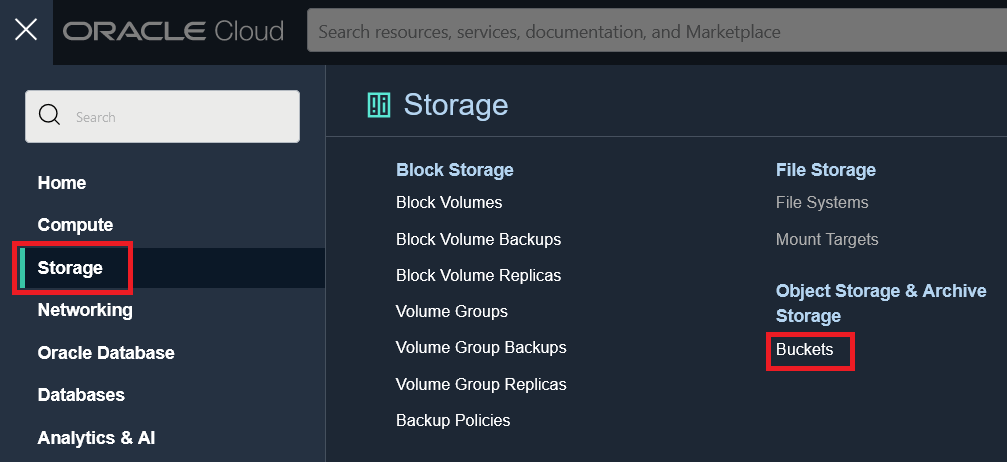 ORACLE Cloud
Search resources, services, documentation, and Marketplace
Search
Home
Compute
Storage
Networking
Oracle Database
Databases
Analytics & AI
Storage
Block Storage
Block Volumes
Block Volume Backups
Block Volume Replicas
Volume Groups
Volume Group Backups
Volume Group Replicas
Backup Policies
File Storage
File Systems
Mount Targets
Object Storage & Archive
Storage
Buckets